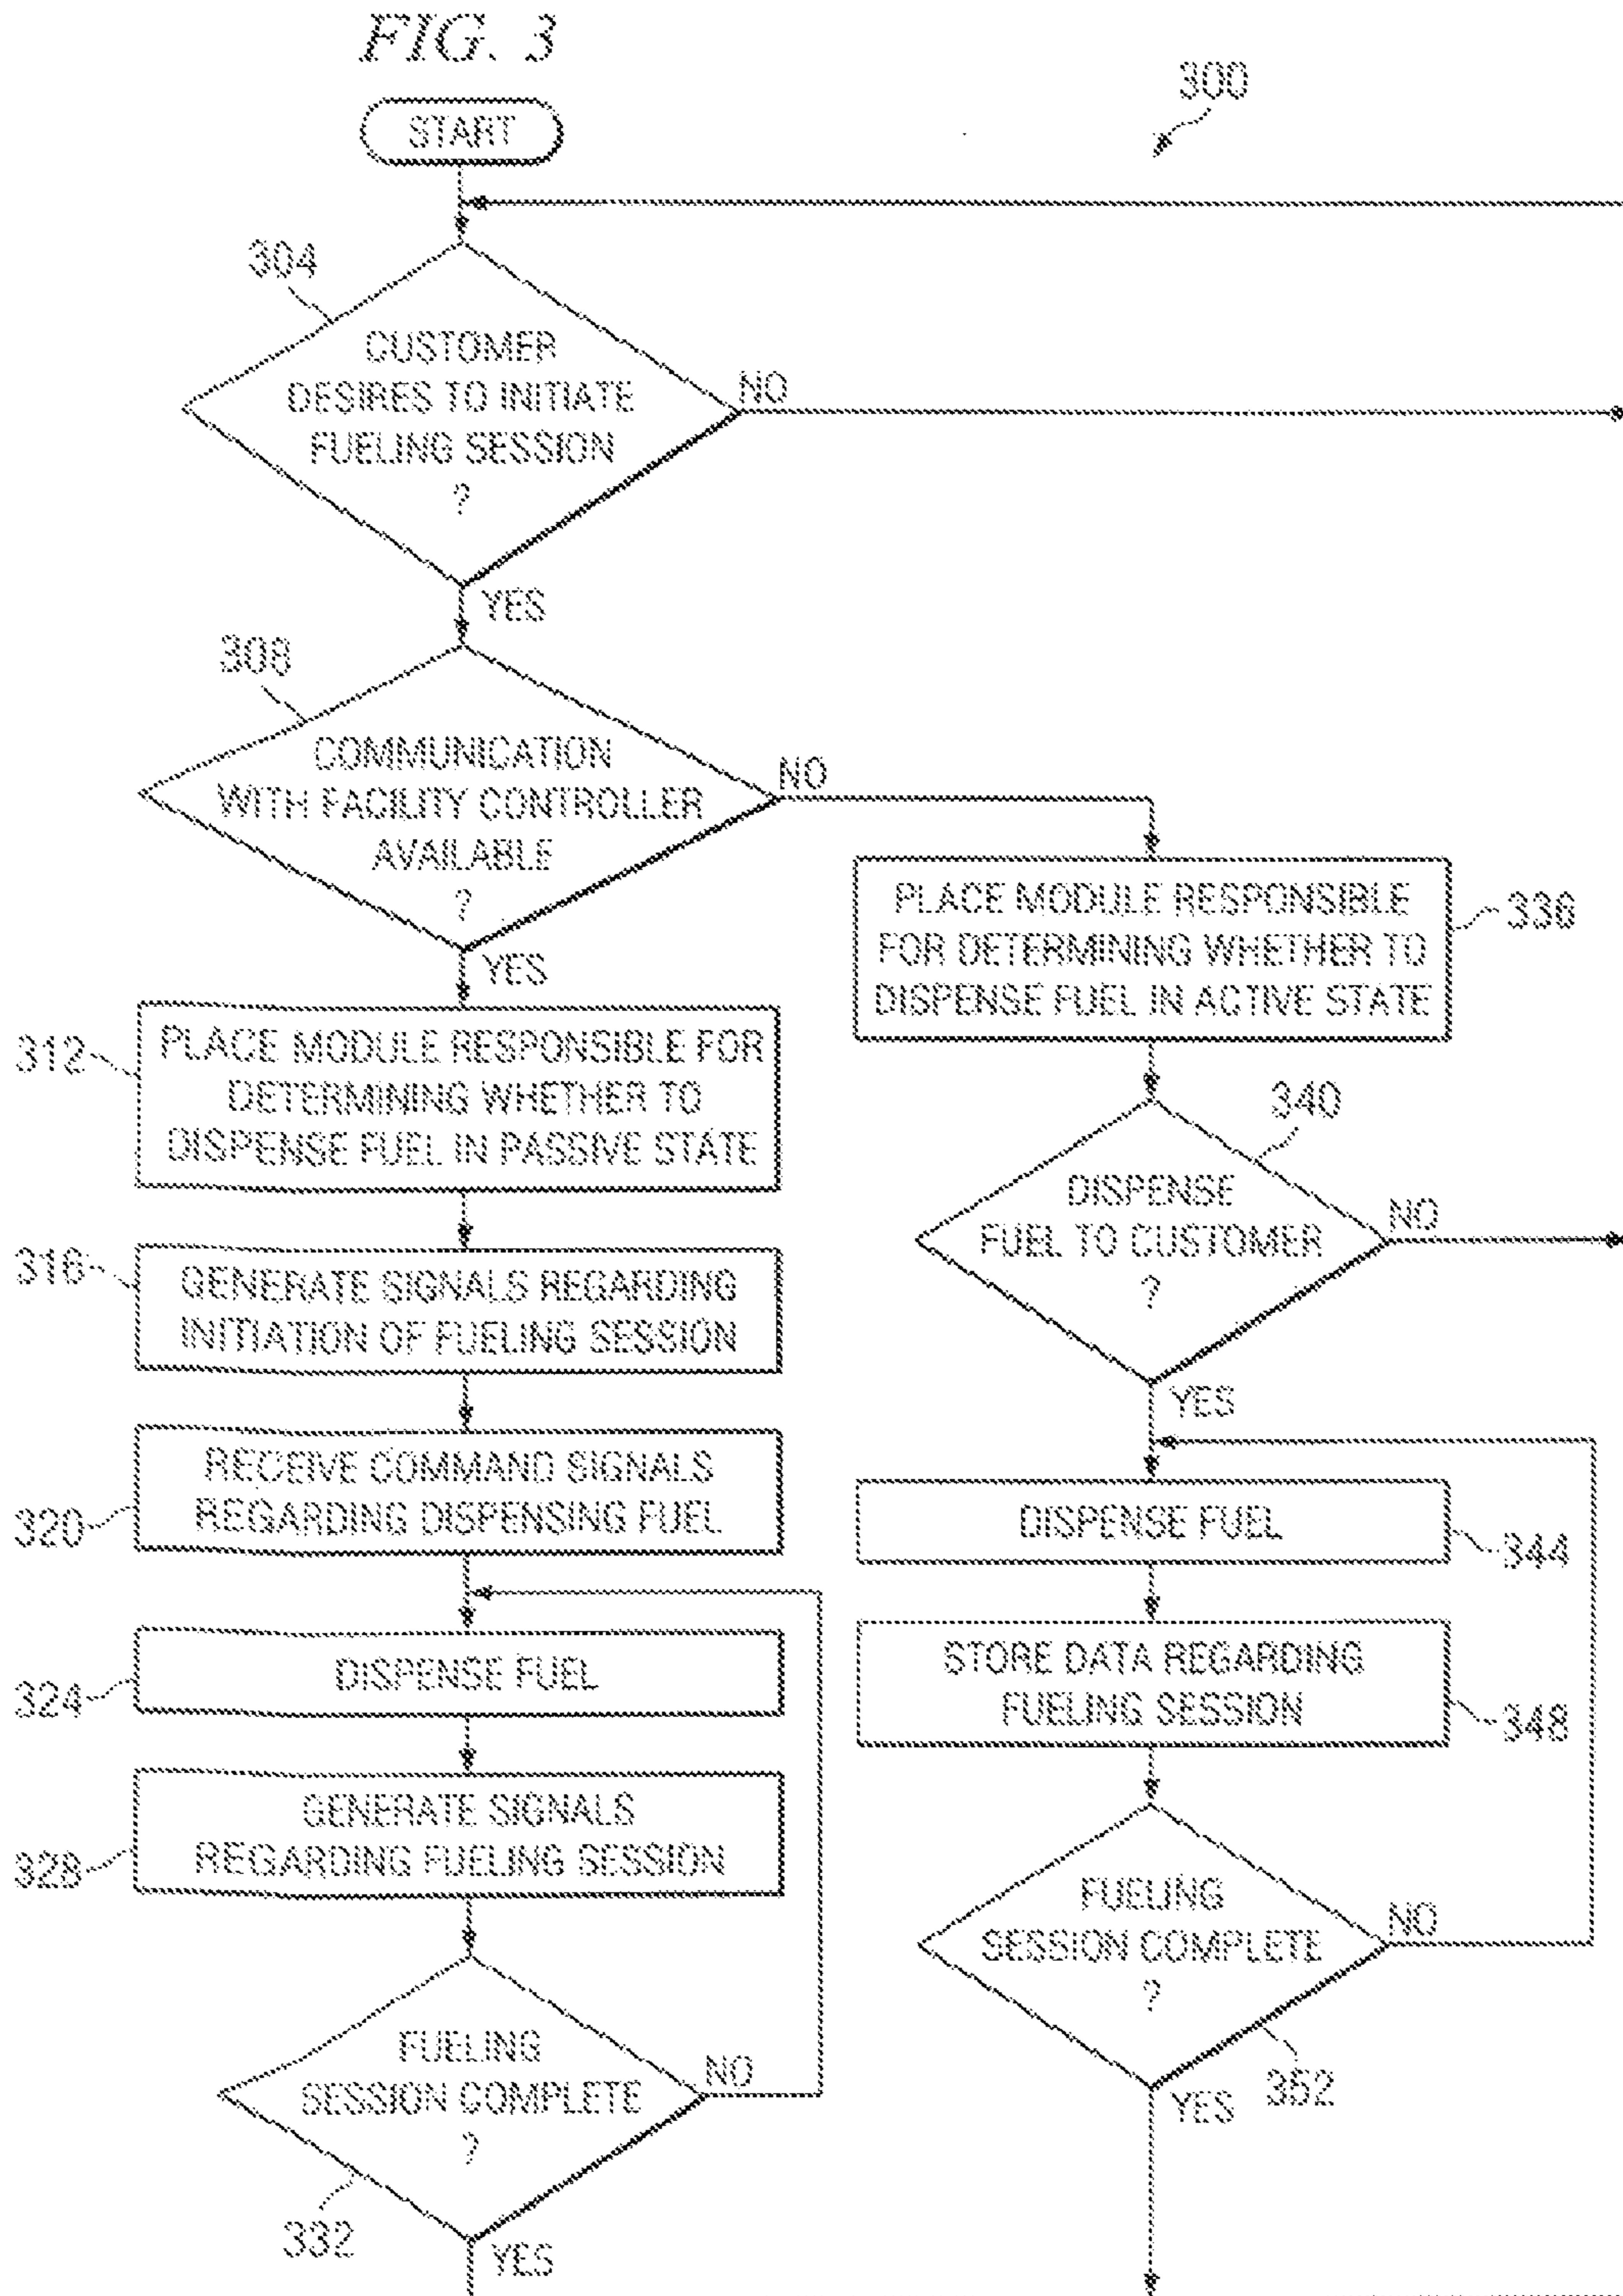 FIG. 3
START
300
304
CUSTOMER
DESIRES TO INITIATE
FUELING SESSION
?
NO
YES
308
COMMUNICATION
WITH FACILITY CONTROLLER
AVAILABLE
?
NO
YES
312
PLACE MODULE RESPONSIBLE FOR
DETERMINING WHETHER TO
DISPENSE FUEL IN PASSIVE STATE
316
GENERATE SIGNALS REGARDING
INITIATION OF FUELING SESSION
320
RECEIVE COMMAND SIGNALS
REGARDING DISPENSING FUEL
324
DISPENSE FUEL
328
GENERATE SIGNALS
REGARDING FUELING SESSION
FUELING
SESSION COMPLETE
?
NO
332
YES
PLACE MODULE RESPONSIBLE
FOR DETERMINING WHETHER TO
DISPENSE FUEL IN ACTIVE STATE
336
340
DISPENSE
FUEL TO CUSTOMER
?
NO
YES
DISPENSE FUEL
344
STORE DATA REGARDING
FUELING SESSION
348
FUELING
SESSION COMPLETE
?
NO
352
YES